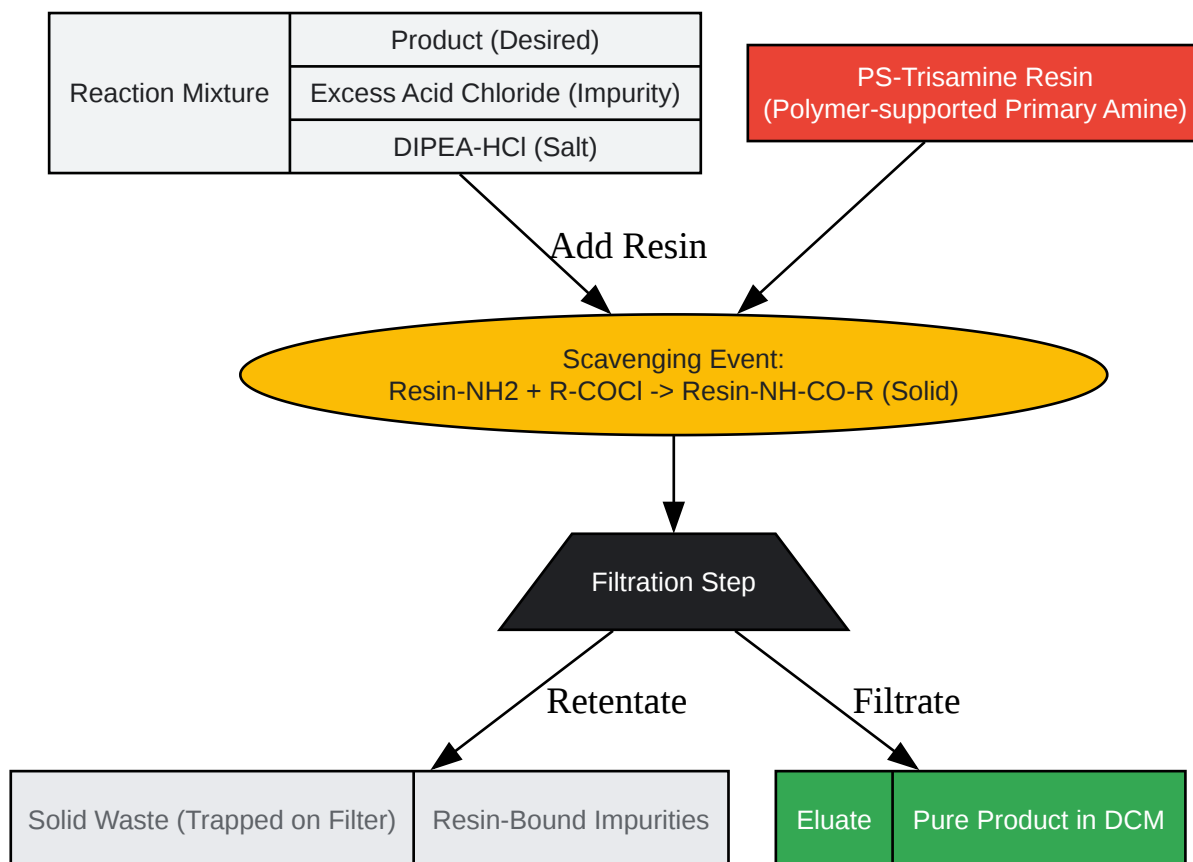 Reaction Mixture
Product (Desired)
Excess Acid Chloride (Impurity)
DIPEA-HCl (Salt)
PS-Trisamine Resin
(Polymer-supported Primary Amine)
Add Resin
Scavenging Event:
Resin-NH2 + R-COCl -> Resin-NH-CO-R (Solid)
Filtration Step
Retentate
Filtrate
Solid Waste (Trapped on Filter)
Resin-Bound Impurities
Eluate
Pure Product in DCM